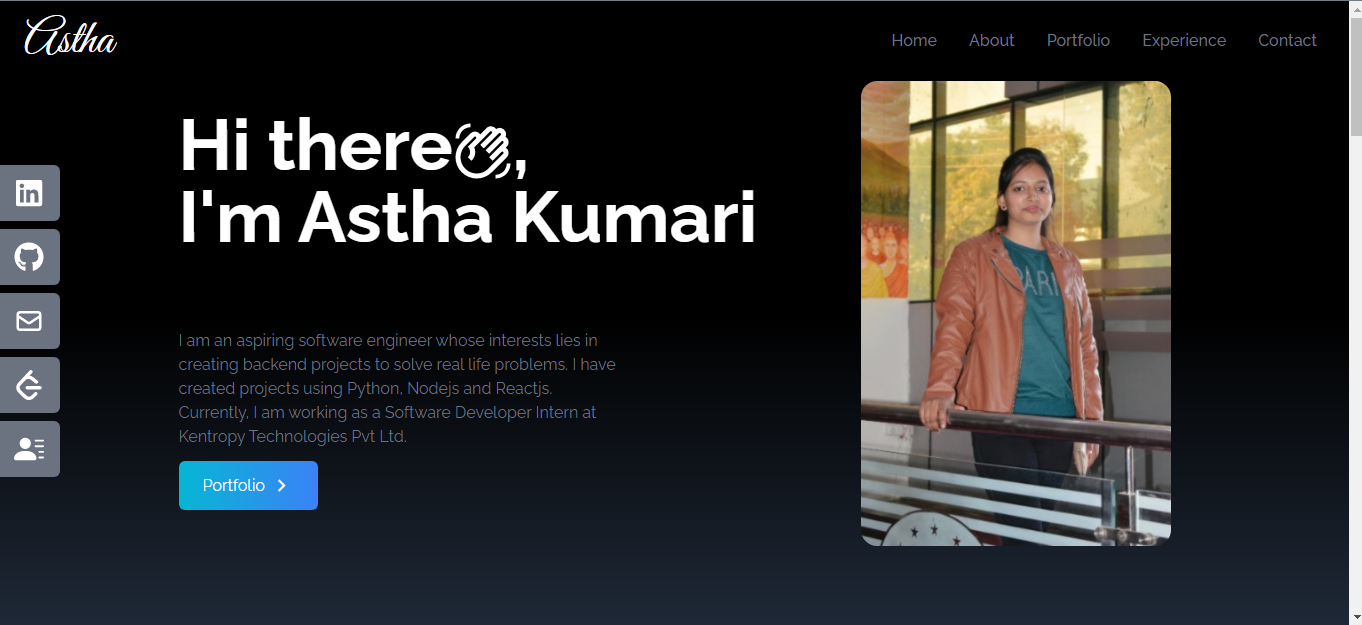 Astha
Home About Portfolio Experience Contact
Hi there,
I'm Astha Kumari
I am an aspiring software engineer whose interests lies in
creating backend projects to solve real life problems. I have
created projects using Python, Nodejs and Reactjs.
Currently, I am working as a Software Developer Intern at
Kentropy Technologies Pvt Ltd.
Portfolio
in